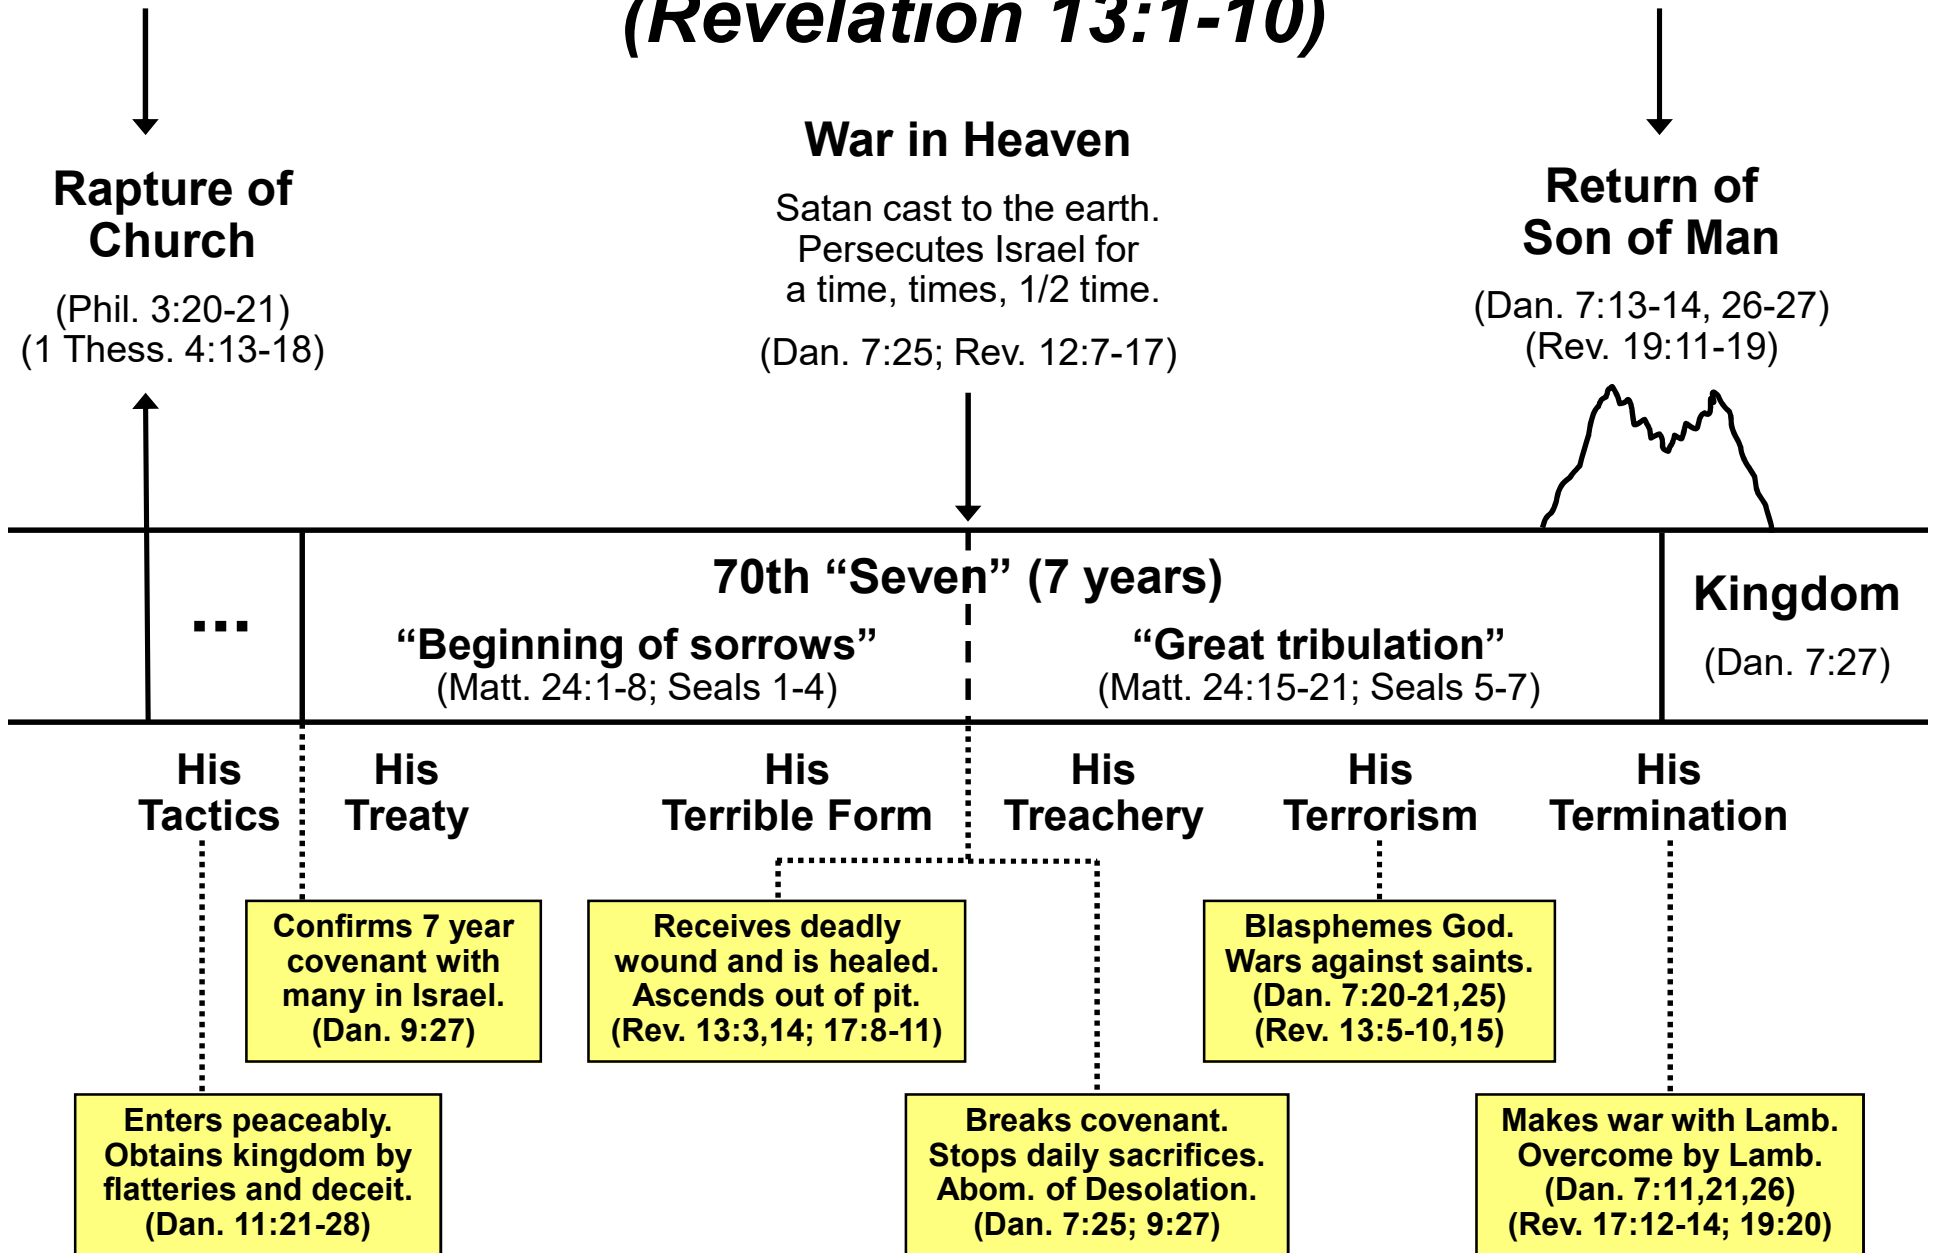 (Revelation 13:1-10)
Rapture of
Church
(Phil. 3:20-21)
(1 Thess. 4:13-18)
War in Heaven
Satan cast to the earth.
Persecutes Israel for
a time, times, 1/2 time.
(Dan. 7:25; Rev. 12:7-17)
Return of
Son of Man
(Dan. 7:13-14, 26-27)
(Rev. 19:11-19)
...
70th “Seven” (7 years)
“Beginning of sorrows”
(Matt. 24:1-8; Seals 1-4)
“Great tribulation”
(Matt. 24:15-21; Seals 5-7)
Kingdom
(Dan. 7:27)
His
Tactics
His
Treaty
His
Terrible Form
His
Treachery
His
Terrorism
His
Termination
Confirms 7 year
covenant with
many in Israel.
(Dan. 9:27)
Receives deadly
wound and is healed.
Ascends out of pit.
(Rev. 13:3,14; 17:8-11)
Blasphemes God.
Wars against saints.
(Dan. 7:20-21,25)
(Rev. 13:5-10,15)
Enters peaceably.
Obtains kingdom by
flatteries and deceit.
(Dan. 11:21-28)
Breaks covenant.
Stops daily sacrifices.
Abom. of Desolation.
(Dan. 7:25; 9:27)
Makes war with Lamb.
Overcome by Lamb.
(Dan. 7:11,21,26)
(Rev. 17:12-14; 19:20)